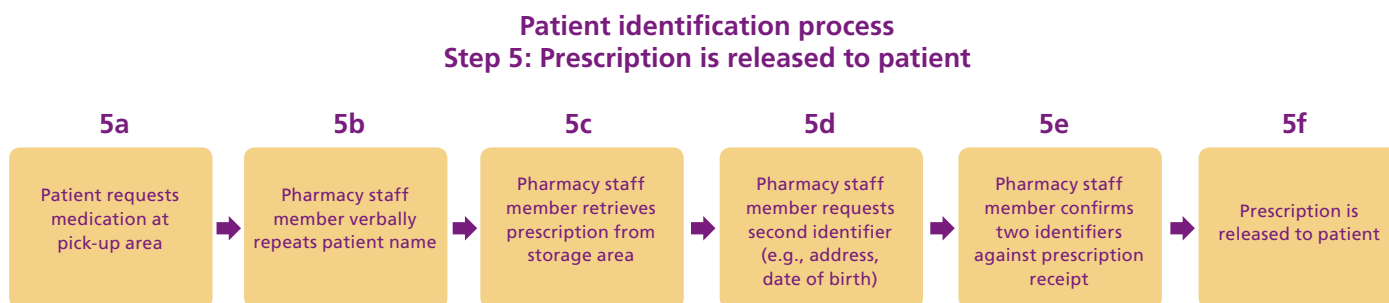 Patient identification process
Step 5: Prescription is released to patient
5a
Patient requests
medication at
pick-up area
5b
Pharmacy staff
member verbally
repeats patient name
5c
Pharmacy staff
member retrieves
prescription from
storage area
5d
Pharmacy staff
member requests
second identifier
(e.g., address,
date of birth)
5e
Pharmacy staff
member confirms
two identifiers
against prescription
receipt
5f
Prescription is
released to patient